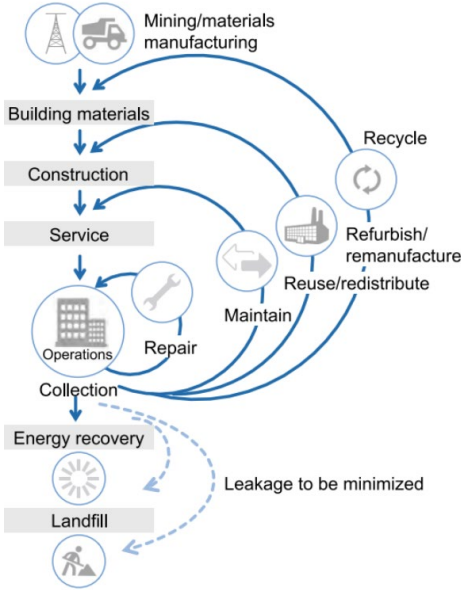 Mining/materials
manufacturing
Building materials
Recycle
Construction
Service
Refurbish/
remanufacture
Reuse/redistribute
Maintain
Repair
Operations
Collection
Energy recovery
Leakage to be minimized
Landfill